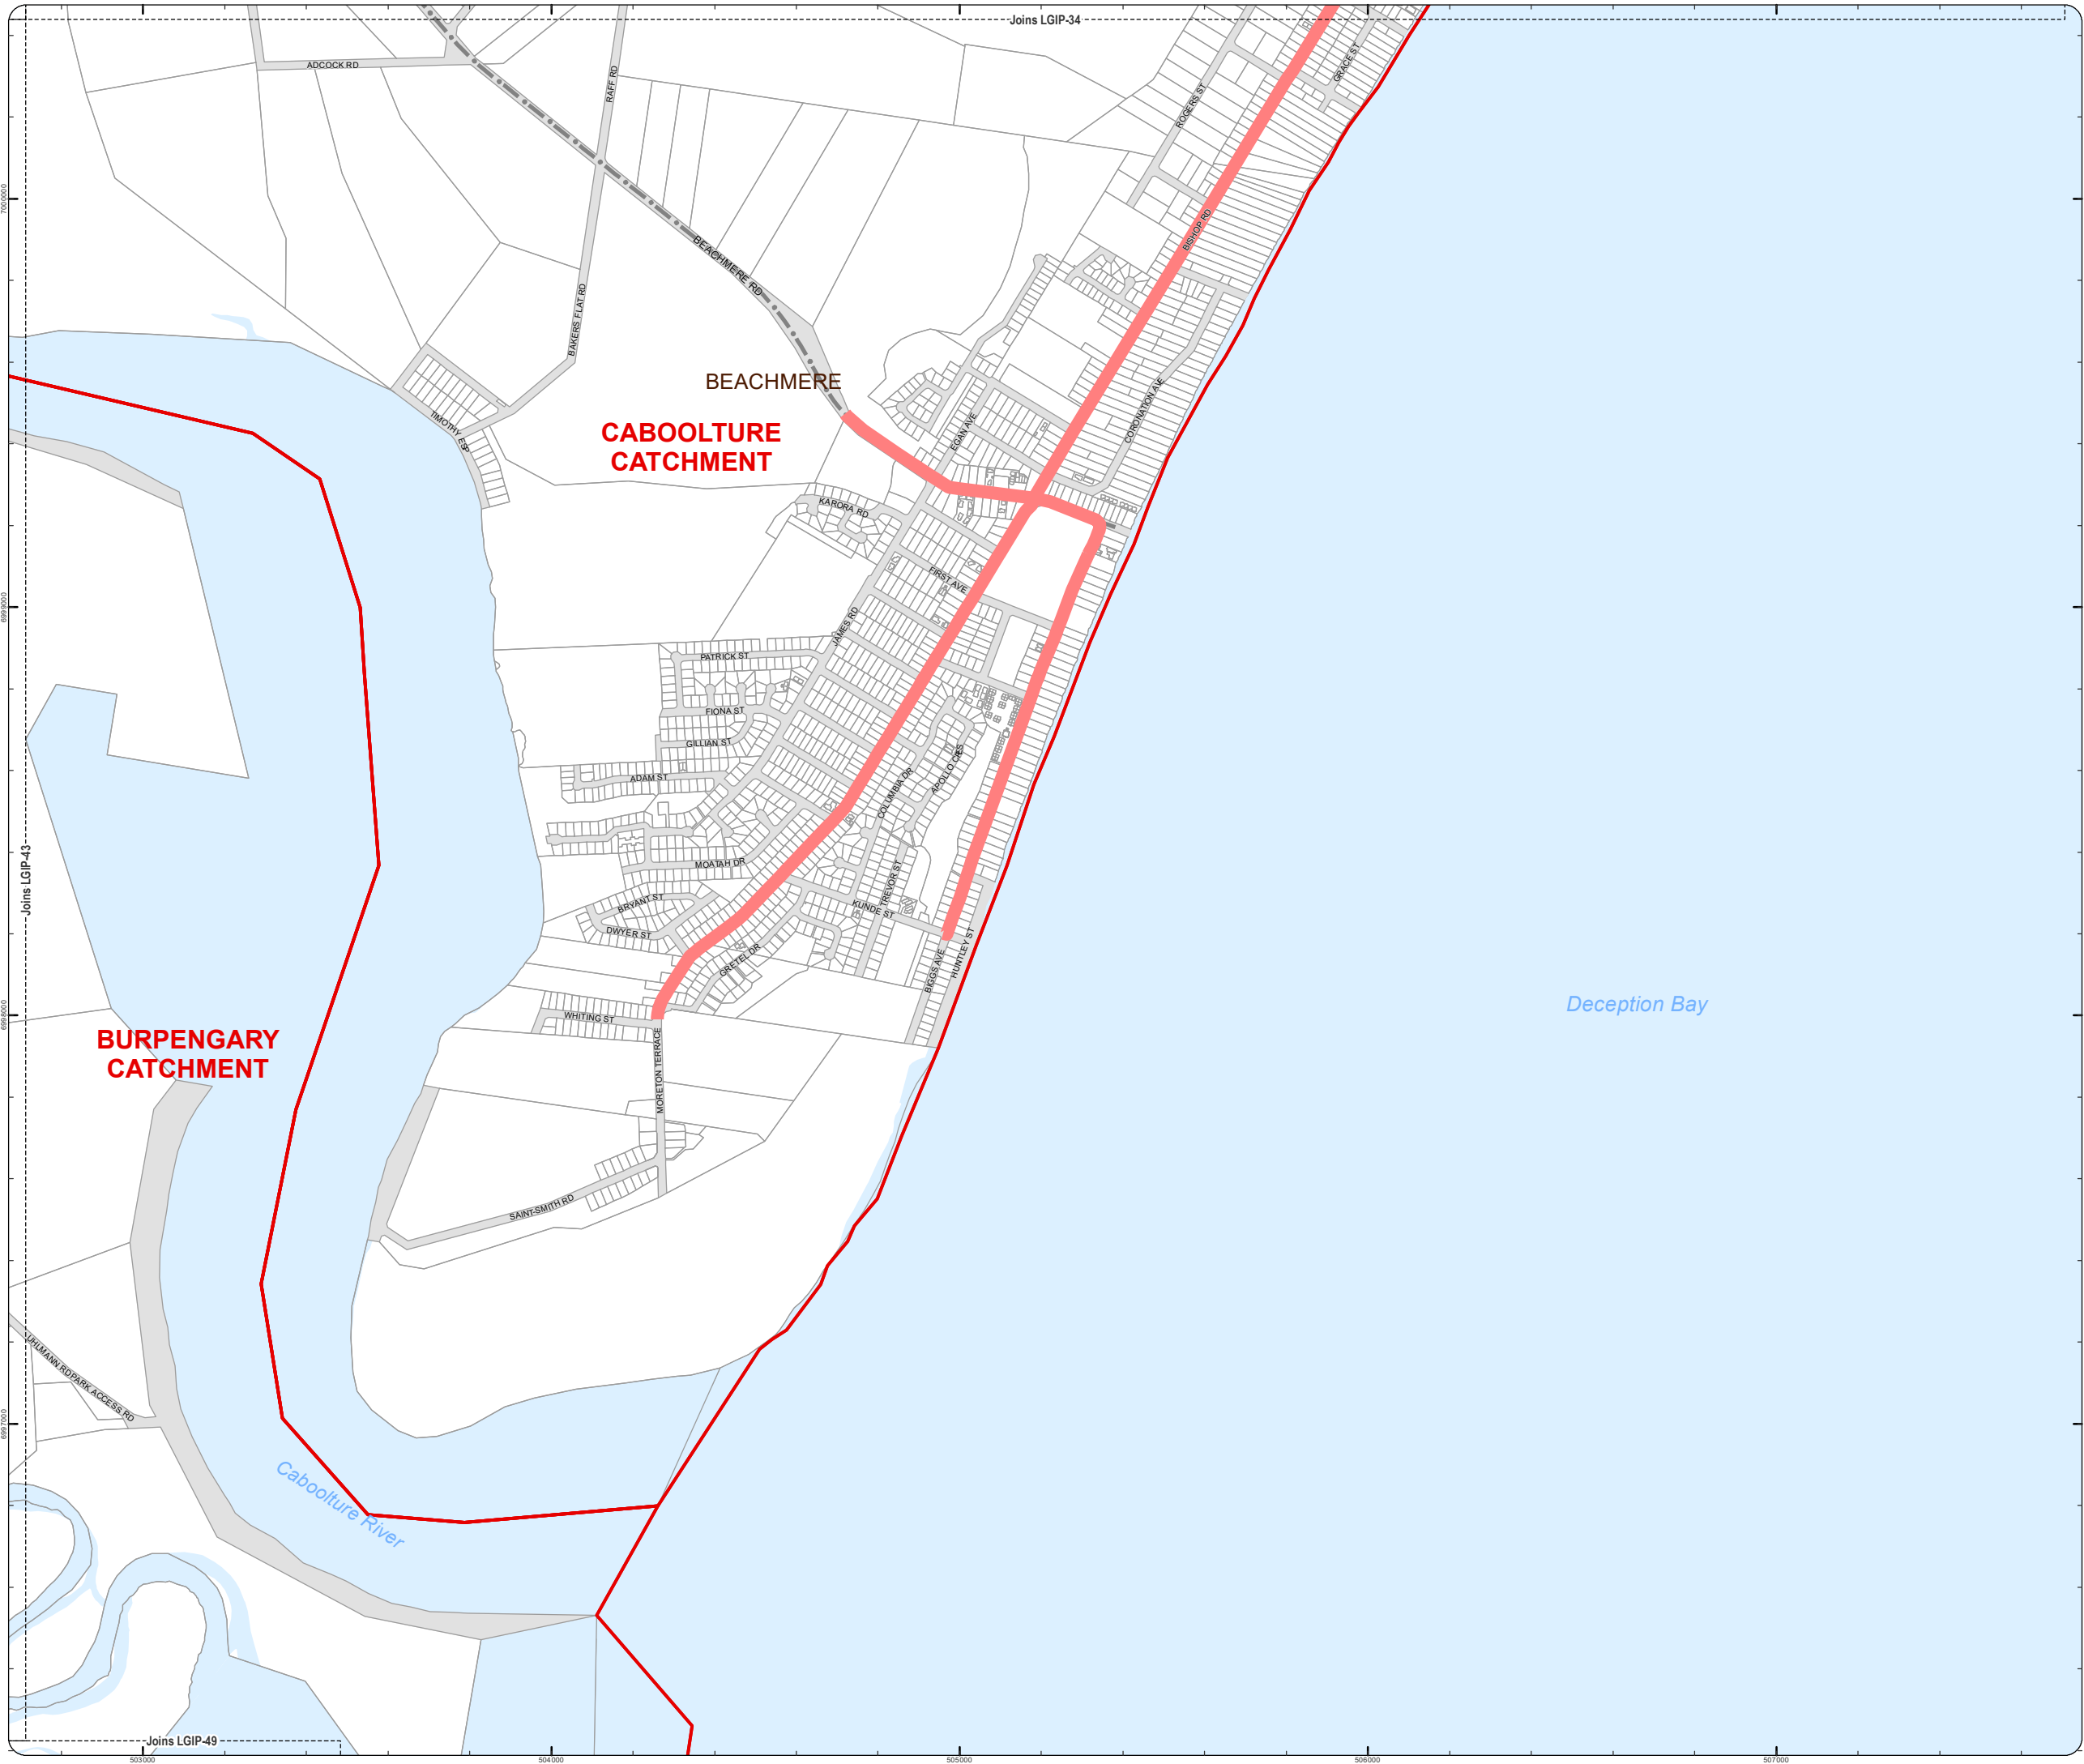 Joins LGIP-34
GRACE ST
ADCOCK RD
RAFF RD
ROGERS ST
7000000
BISHOP RD
BEACHMERE RD
BAKERS FLAT RD
BEACHMERE
CORONATION AVE
TIMOTHY ESP
EGAN AVE
CABOOLTURE
CATCHMENT
KARORA RD
FIRST AVE
6999000
JAMES RD
PATRICK ST
FIONA ST
GILLIAN ST
APOLLO CRES
ADAM ST
COLUMBIA DR
MOATAH DR
TREVOR ST
Joins LGIP-43
BRYANT ST
KUNDE ST
DWYER ST
HUNTLEY ST
GRETEL DR
BIGGS AVE
Deception Bay
6998000
WHITING ST
BURPENGARY
CATCHMENT
MORETON TERRACE
SAINT-SMITH RD
UHLMANN RD PARK ACCESS RD
6997000
Caboolture River
Joins LGIP-49
503000
504000
505000
506000
507000